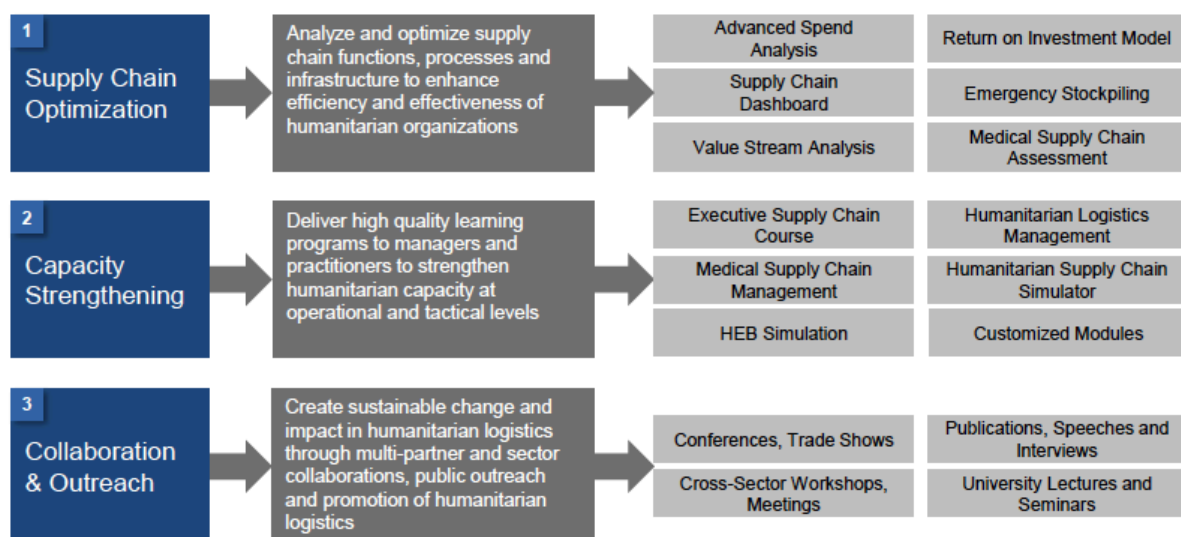 1
Supply Chain
Optimization
Analyze and optimize supply
chain functions, processes and
infrastructure to enhance
efficiency and effectiveness of
humanitarian organizations
Advanced Spend
Analysis
Return on Investment Model
Supply Chain
Dashboard
Emergency Stockpiling
Value Stream Analysis
Medical Supply Chain
Assessment
2
Capacity
Strengthening
Deliver high quality learning
programs to managers and
practitioners to strengthen
humanitarian capacity at
operational and tactical levels
Executive Supply Chain
Course
Humanitarian Logistics
Management
Medical Supply Chain
Management
Humanitarian Supply Chain
Simulator
HEB Simulation
Customized Modules
3
Collaboration
& Outreach
Create sustainable change and
impact in humanitarian logistics
through multi-partner and sector
collaborations, public outreach
and promotion of humanitarian
logistics
Conferences, Trade Shows
Publications, Speeches and
Interviews
Cross-Sector Workshops,
Meetings
University Lectures and
Seminars